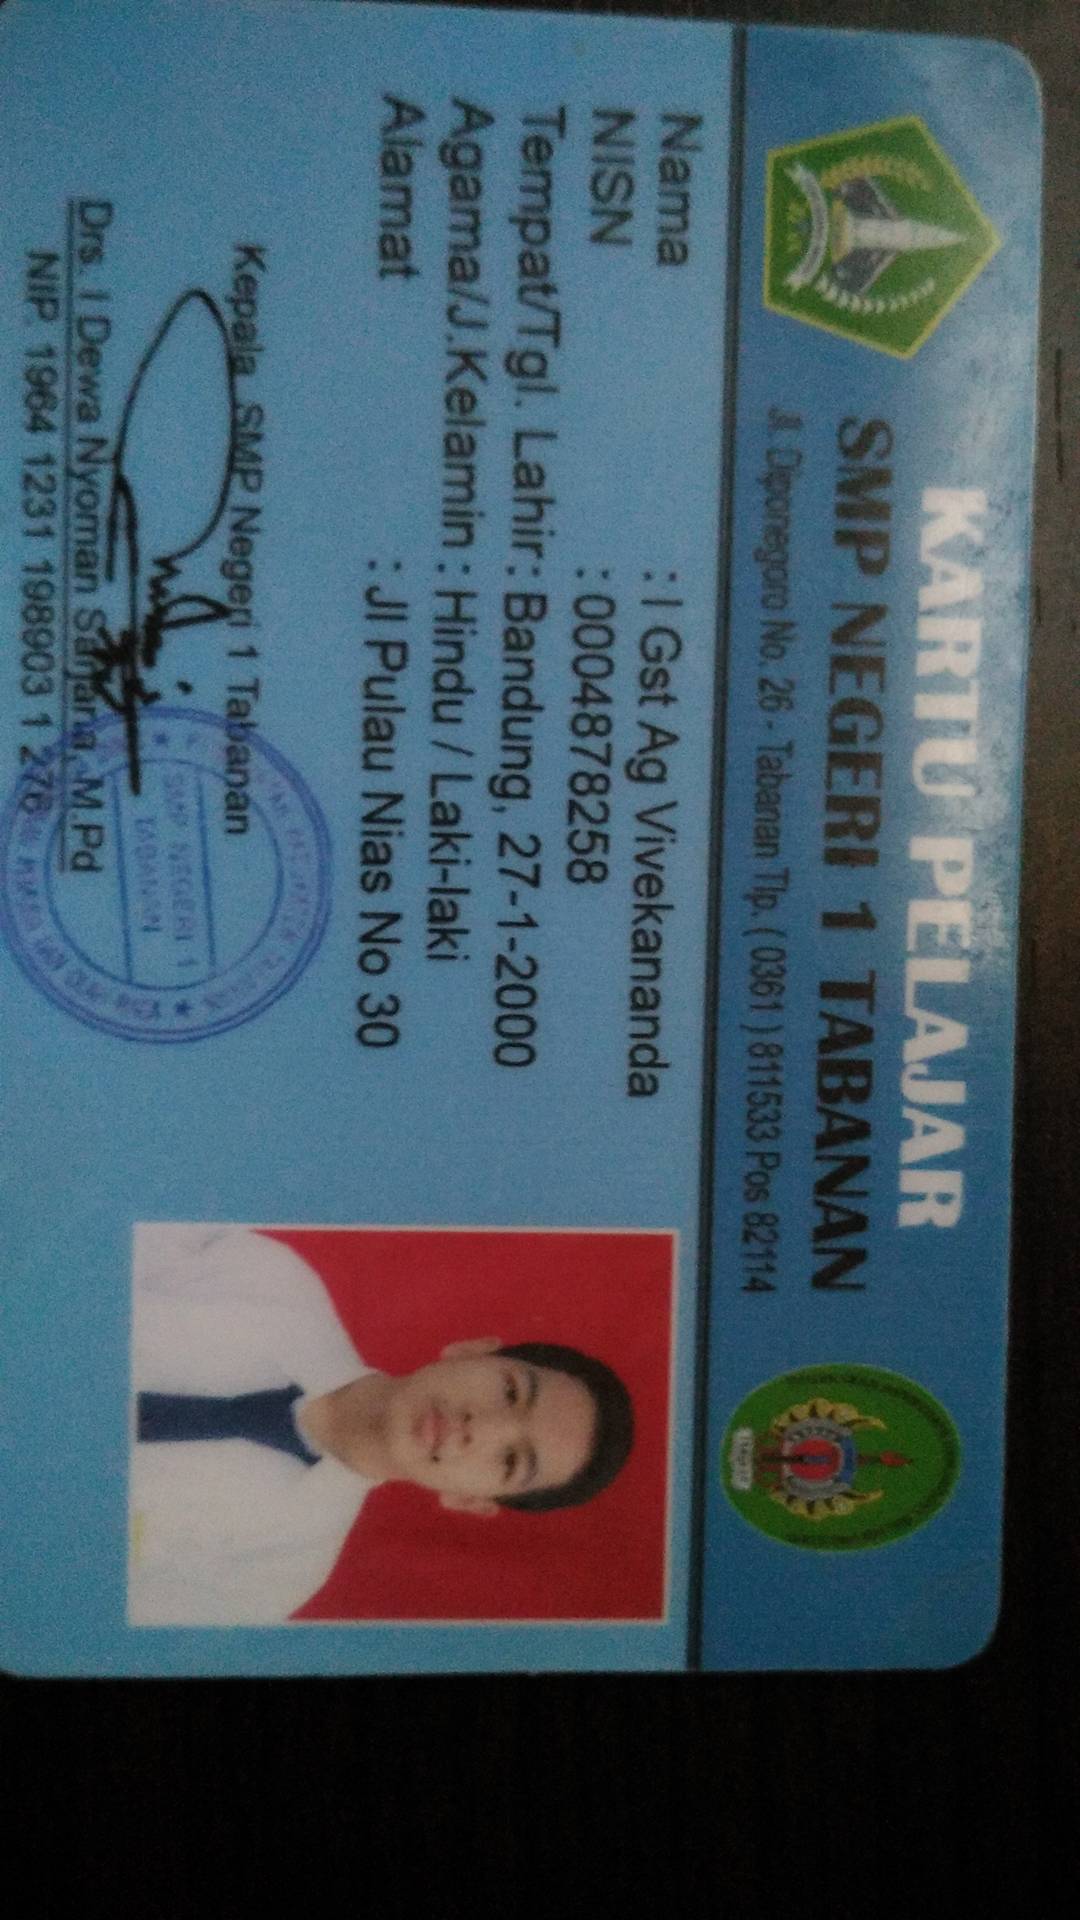 KARTU PELAJAR
SMP NEGERI 1 TABANAN
Jl. Diponegoro No. 26 - Tabanan Tlp. ( 0361 ) 811533 Pos 82114
Nama : I Gst Ag Vivekananda
NISN : 0004878258
Tempat/Tgl. Lahir : Bandung, 27-1-2000
Agama/J.Kelamin : Hindu / Laki-laki
Alamat : Jl Pulau Nias No 30
Kepala SMP Negeri 1 Tabanan
SMP NEGERI 1
TABANAN
Drs. I Dewa Nyoman M.Pd
NIP. 1964 1231 198903 1 276